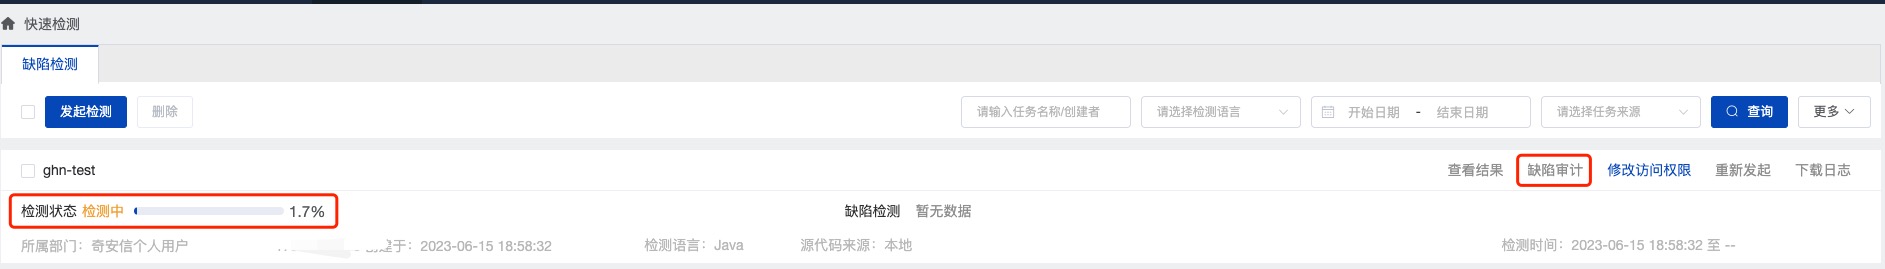 快速检测
缺陷检测
发起检测 删除 请输入任务名称/创建者 请选择检测语言 开始日期 - 结束日期 请选择任务来源 查询 更多
ghn-test 查看结果 缺陷审计 修改访问权限 重新发起 下载日志
检测状态 检测中 1.7% 缺陷检测 暂无数据
所属部门：奇安信个人用户 创建于：2023-06-15 18:58:32 检测语言：Java 源代码来源：本地 检测时间：2023-06-15 18:58:32 至 --